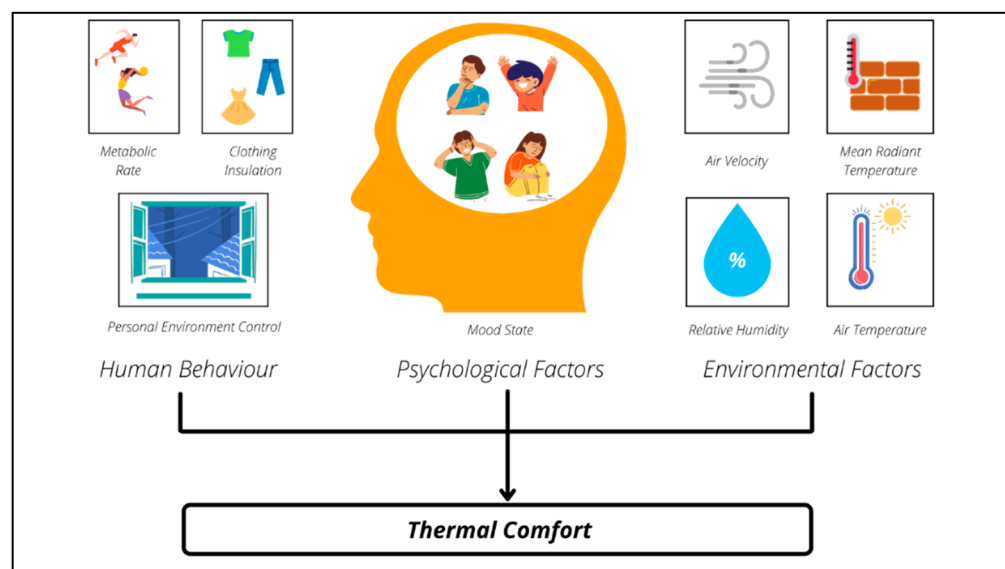 Metabolic
Rate
Clothing
Insulation
Personal Environment Control
Human Behaviour
Mood State
Psychological Factors
Air Velocity
Mean Radiant
Temperature
%
Relative Humidity
Air Temperature
Environmental Factors
Thermal Comfort